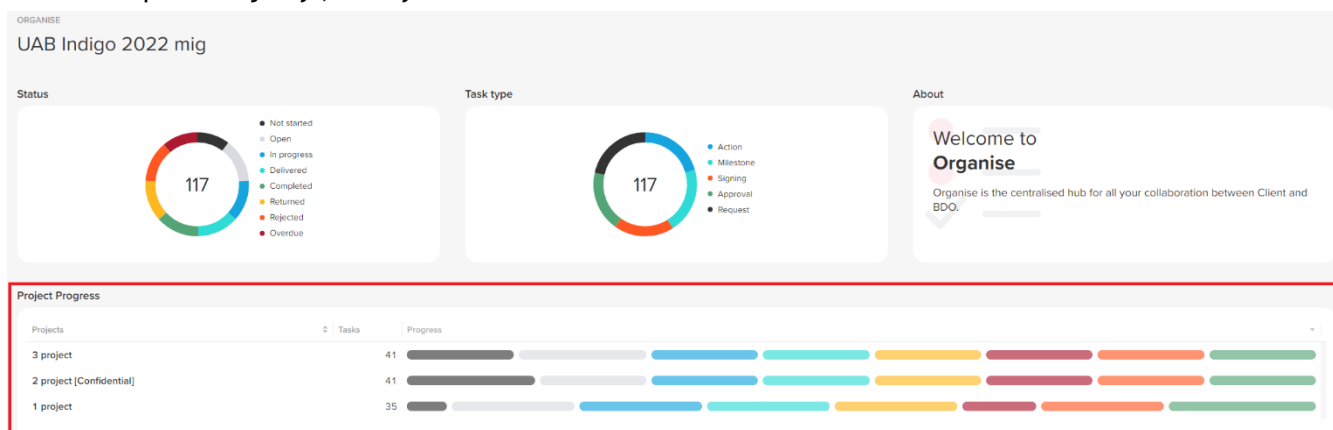 ORGANISE
UAB Indigo 2022 mig
Status
Task type
About
Not started
Open
In progress
Delivered
Completed
Returned
Rejected
Overdue
117
Action
Milestone
Signing
Approval
Request
117
Welcome to
Organise
Organise is the centralised hub for all your collaboration between Client and
BDO.
Project Progress
Projects Tasks Progress
3 project 41
2 project [Confidential] 41
1 project 35